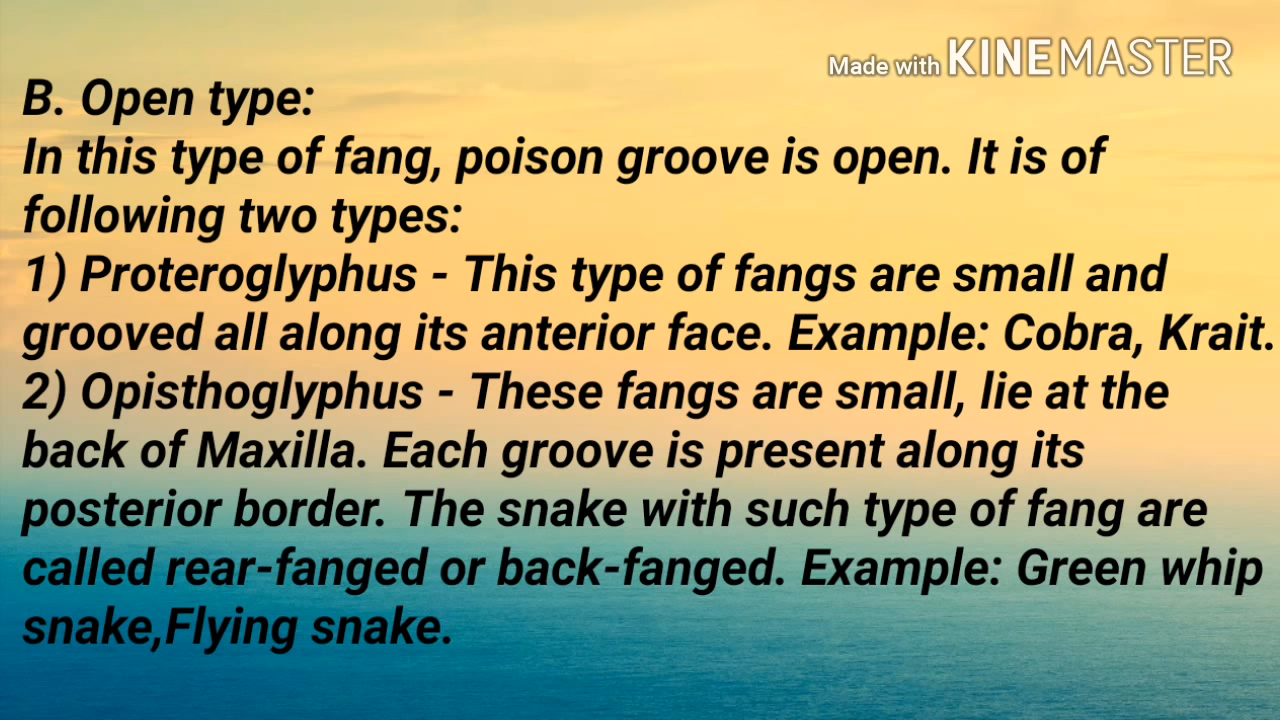 Made with KINEMASTER
B. Open type:
In this type of fang, poison groove is open. It is of
following two types:
1) Proteroglyphus - This type of fangs are small and
grooved all along its anterior face. Example: Cobra, Krait.
2) Opisthoglyphus - These fangs are small, lie at the
back of Maxilla. Each groove is present along its
posterior border. The snake with such type of fang are
called rear-fanged or back-fanged. Example: Green whip
snake,Flying snake.